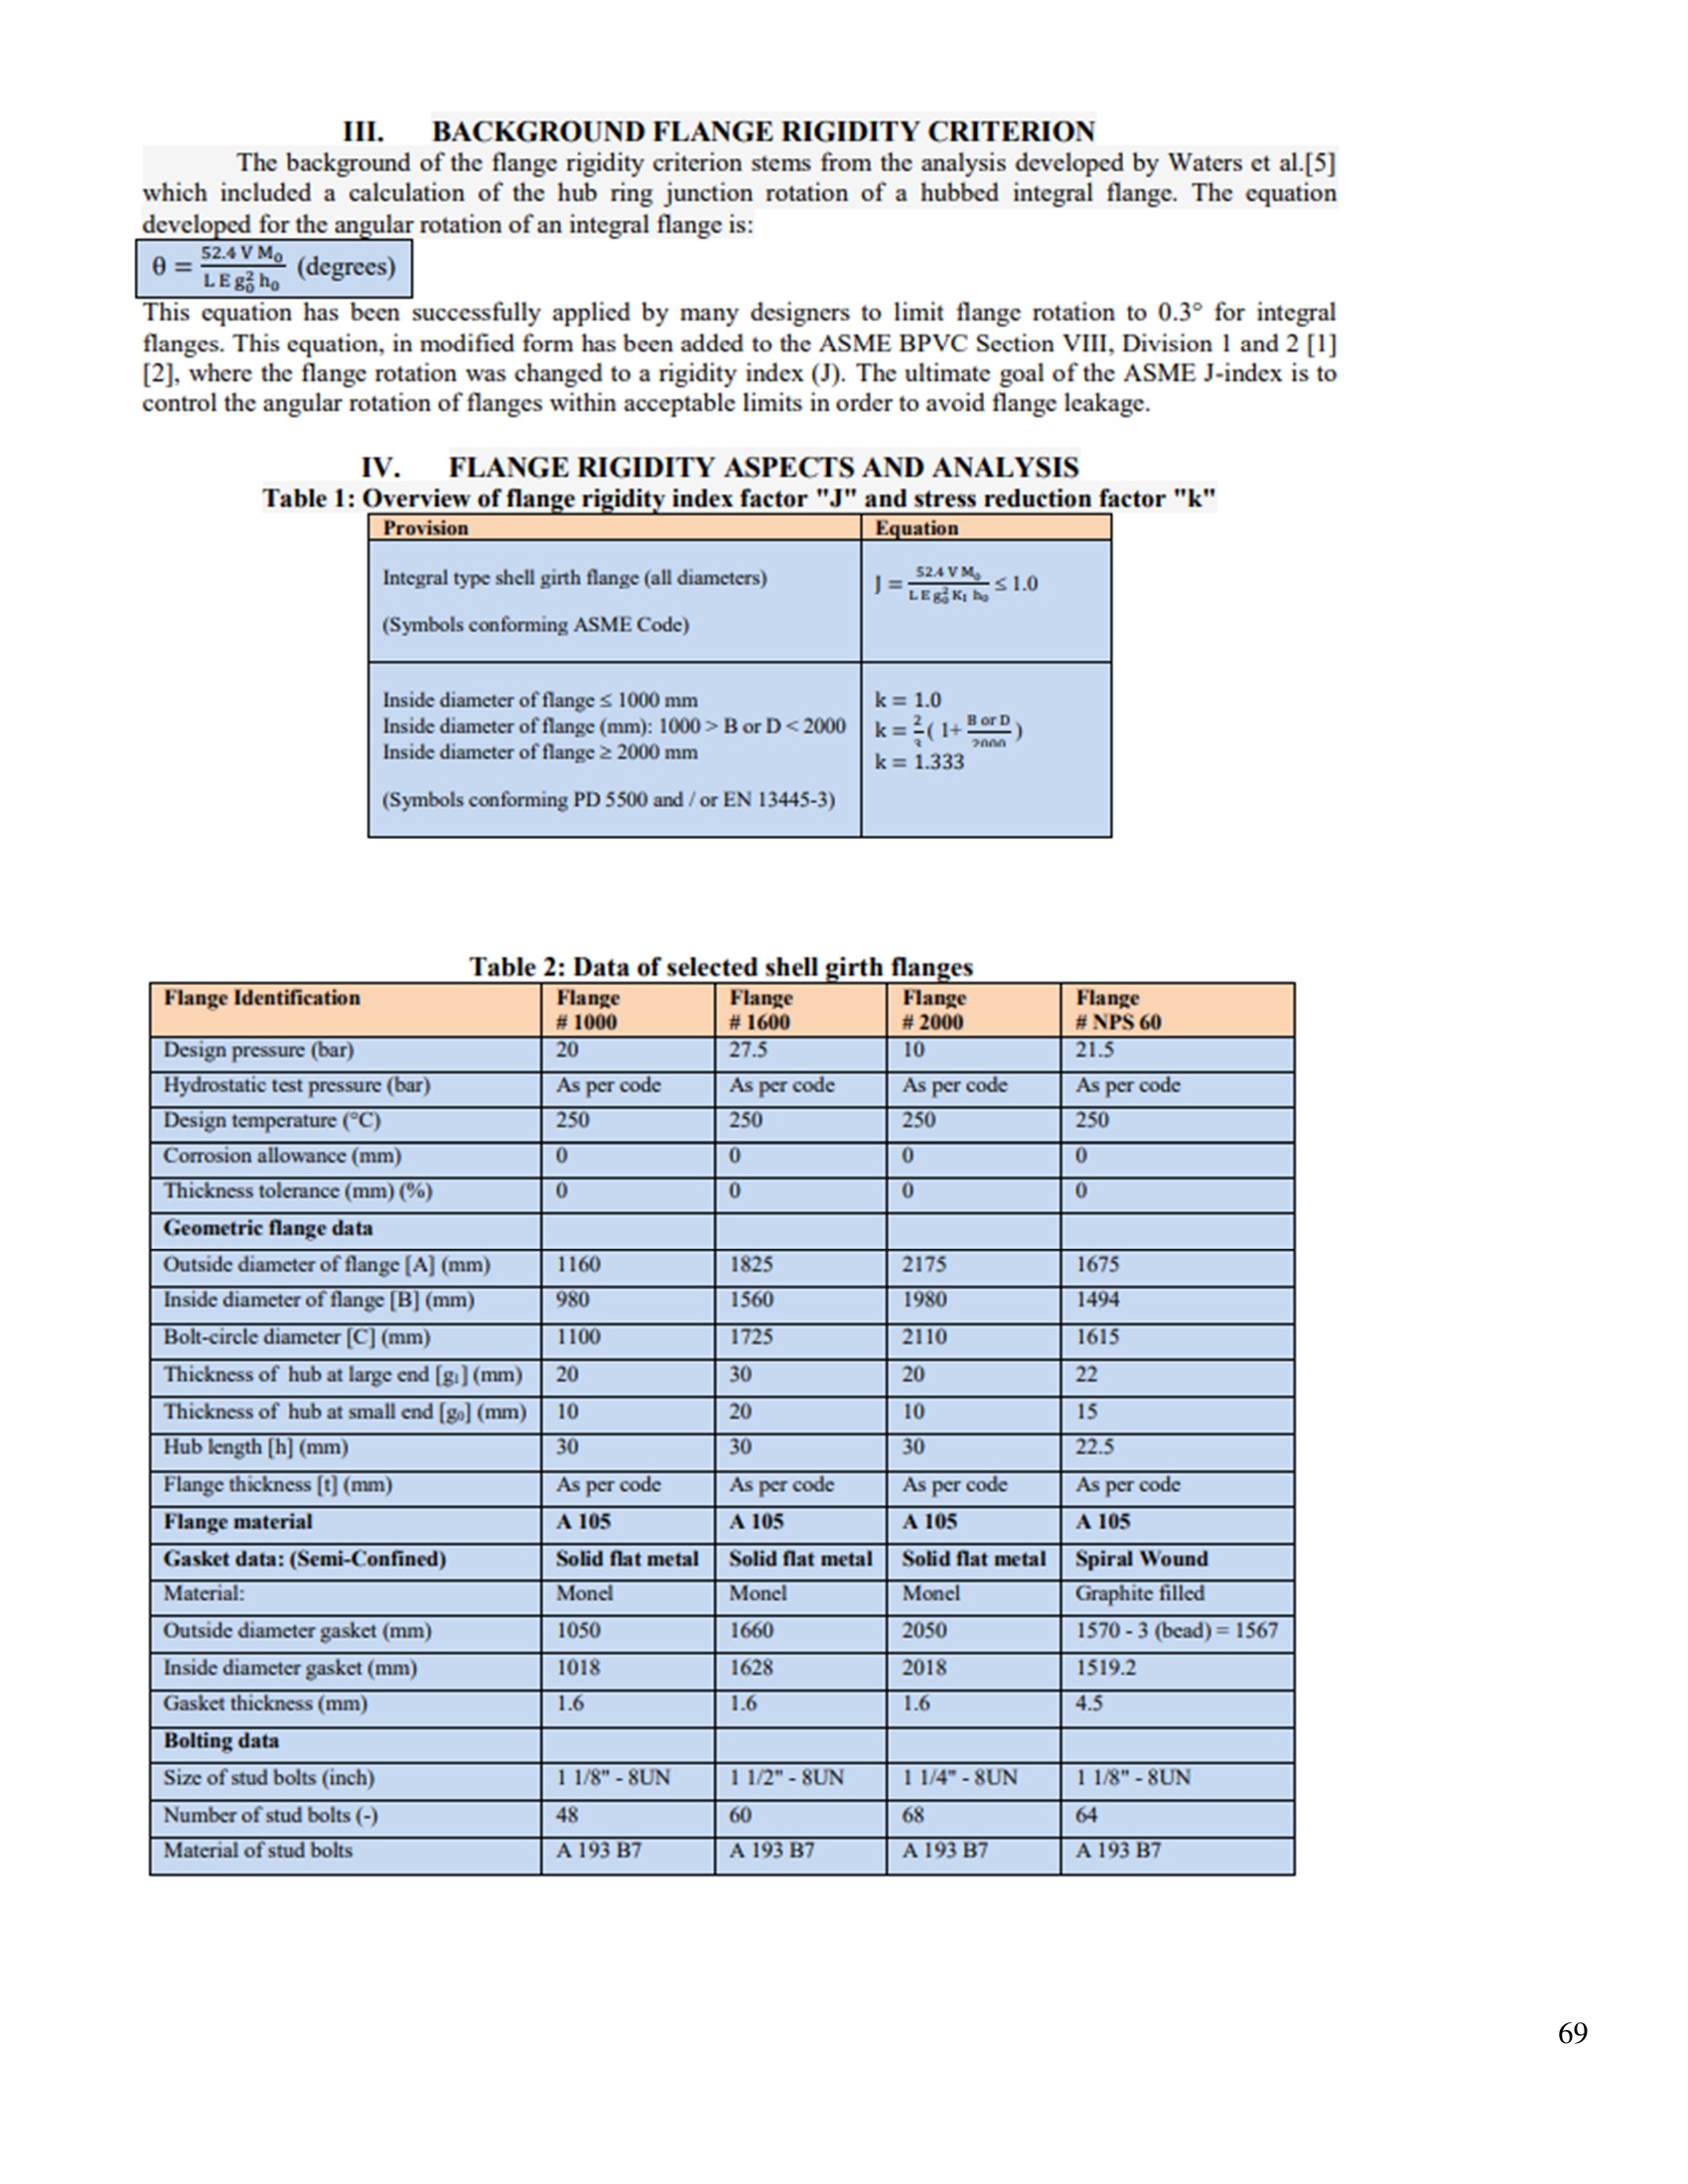 III. BACKGROUND FLANGE RIGIDITY CRITERION
The background of the flange rigidity criterion stems from the analysis developed by Waters et al.[5]
which included a calculation of the hub ring junction rotation of a hubbed integral flange. The equation
developed for the angular rotation of an integral flange is:
θ = 52.4 V M₀ / L E g₀² h₀ (degrees)
This equation has been successfully applied by many designers to limit flange rotation to 0.3° for integral
flanges. This equation, in modified form has been added to the ASME BPVC Section VIII, Division 1 and 2 [1]
[2], where the flange rotation was changed to a rigidity index (J). The ultimate goal of the ASME J-index is to
control the angular rotation of flanges within acceptable limits in order to avoid flange leakage.
IV. FLANGE RIGIDITY ASPECTS AND ANALYSIS
Table 1: Overview of flange rigidity index factor "J" and stress reduction factor "k"
Provision Equation
Integral type shell girth flange (all diameters) J = 52.4 V M₀ / L E g₀² K_I h₀ ≤ 1.0
(Symbols conforming ASME Code)
Inside diameter of flange ≤ 1000 mm k = 1.0
Inside diameter of flange (mm): 1000 > B or D < 2000 k = 2/3 ( 1+ B or D / 2000 )
Inside diameter of flange ≥ 2000 mm k = 1.333
(Symbols conforming PD 5500 and / or EN 13445-3)
Table 2: Data of selected shell girth flanges
Flange Identification Flange # 1000 Flange # 1600 Flange # 2000 Flange # NPS 60
Design pressure (bar) 20 27.5 10 21.5
Hydrostatic test pressure (bar) As per code As per code As per code As per code
Design temperature (°C) 250 250 250 250
Corrosion allowance (mm) 0 0 0 0
Thickness tolerance (mm) (%) 0 0 0 0
Geometric flange data
Outside diameter of flange [A] (mm) 1160 1825 2175 1675
Inside diameter of flange [B] (mm) 980 1560 1980 1494
Bolt-circle diameter [C] (mm) 1100 1725 2110 1615
Thickness of hub at large end [g₁] (mm) 20 30 20 22
Thickness of hub at small end [g₀] (mm) 10 20 10 15
Hub length [h] (mm) 30 30 30 22.5
Flange thickness [t] (mm) As per code As per code As per code As per code
Flange material A 105 A 105 A 105 A 105
Gasket data: (Semi-Confined) Solid flat metal Solid flat metal Solid flat metal Spiral Wound
Material: Monel Monel Monel Graphite filled
Outside diameter gasket (mm) 1050 1660 2050 1570 - 3 (bead) = 1567
Inside diameter gasket (mm) 1018 1628 2018 1519.2
Gasket thickness (mm) 1.6 1.6 1.6 4.5
Bolting data
Size of stud bolts (inch) 1 1/8" - 8UN 1 1/2" - 8UN 1 1/4" - 8UN 1 1/8" - 8UN
Number of stud bolts (-) 48 60 68 64
Material of stud bolts A 193 B7 A 193 B7 A 193 B7 A 193 B7
69